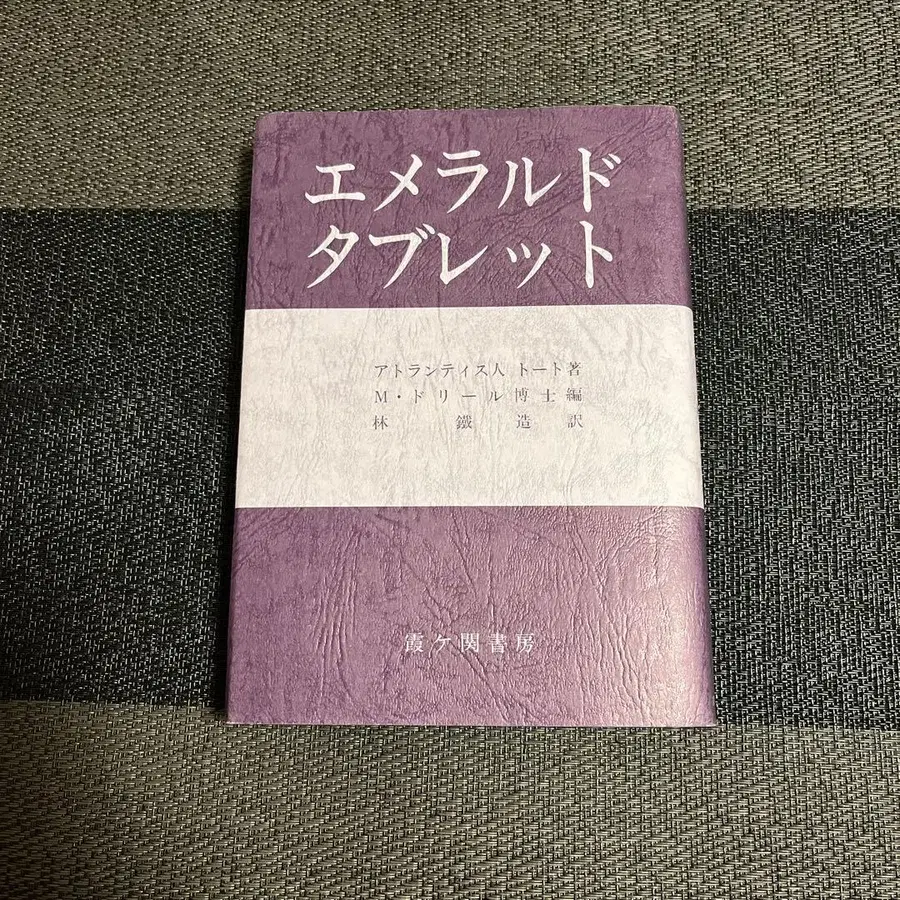 エメラルド
タブレット
アトランティス人 トート著
M・ドリール博士編
林 鐵 造 訳
霞ケ関書房